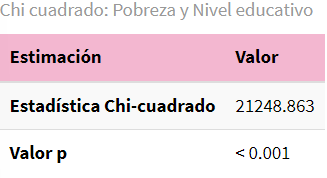 Chi cuadrado: Pobreza y Nivel educativo
Estimación Valor
Estadística Chi-cuadrado 21248.863
Valor p < 0.001